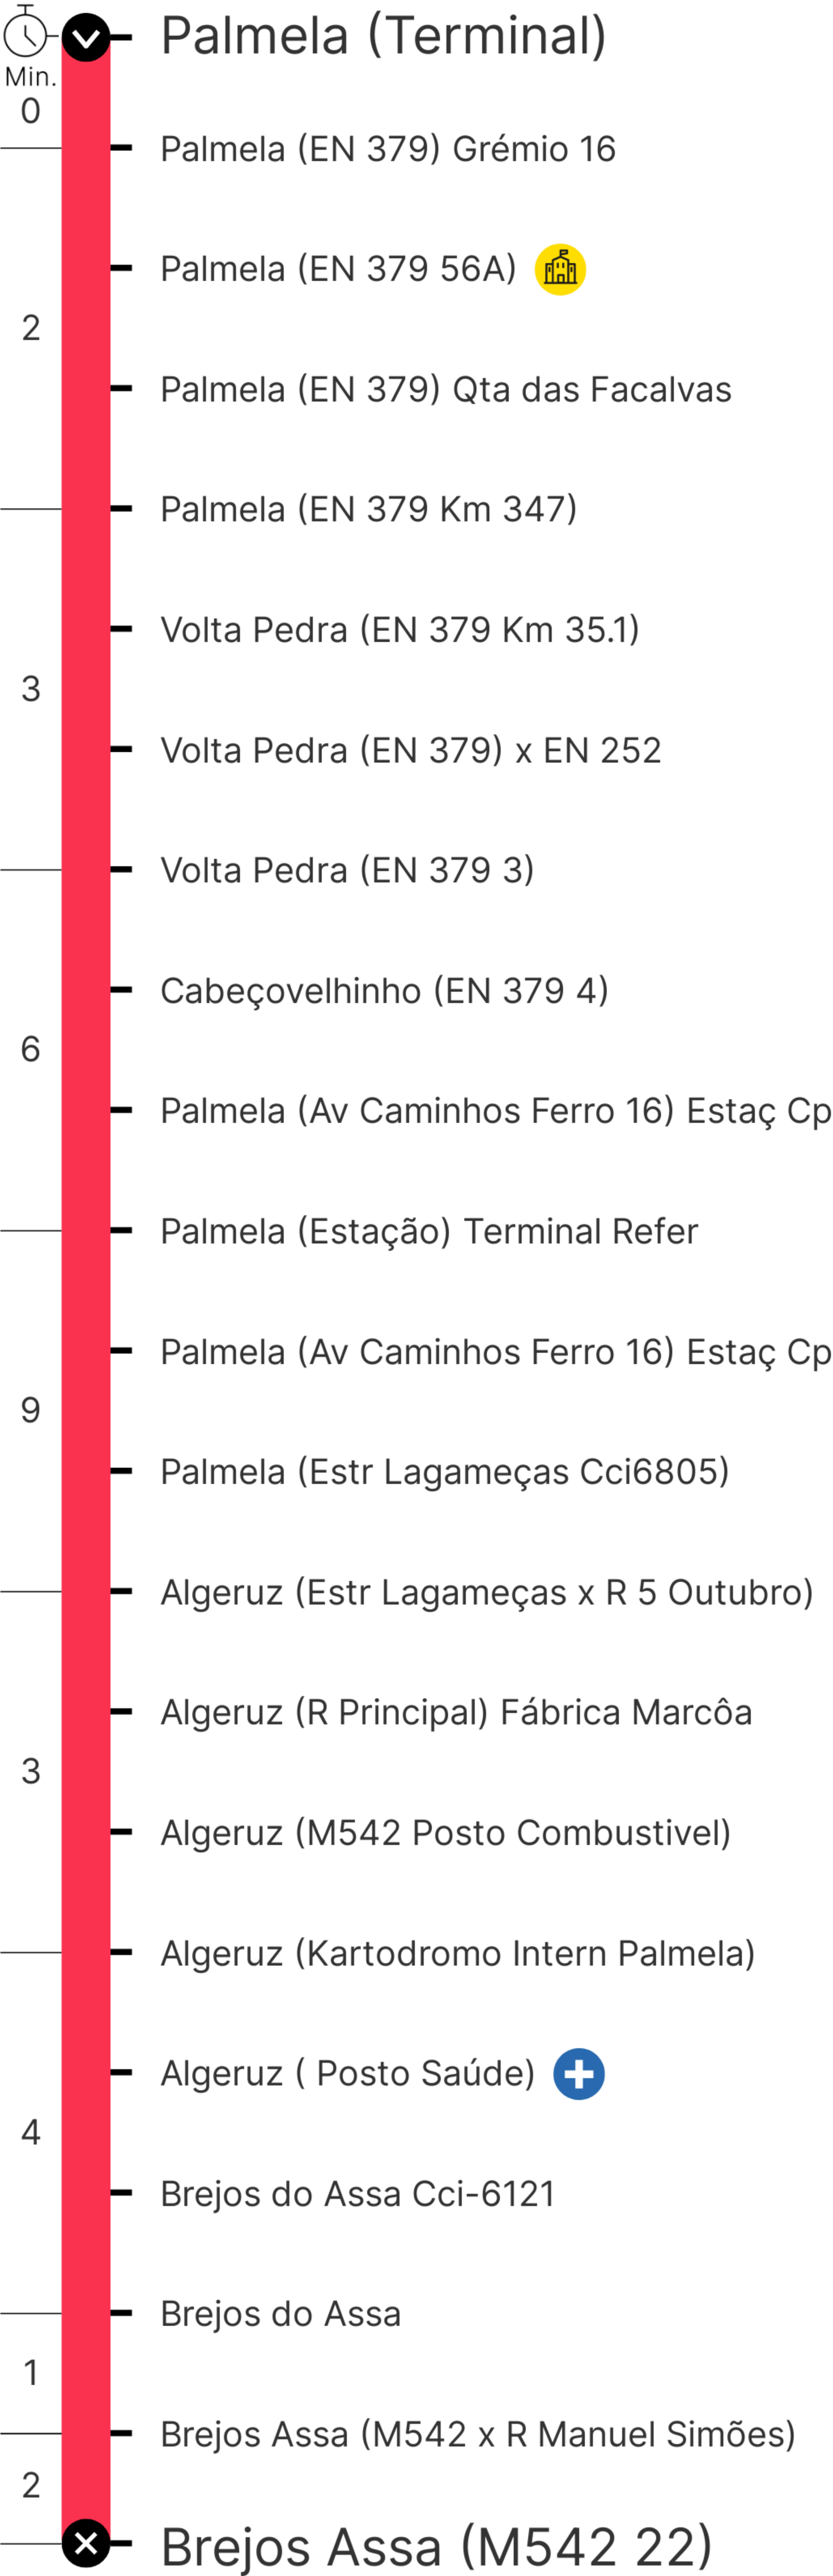 Palmela (Terminal)
Min.
0
Palmela (EN 379) Grémio 16
Palmela (EN 379 56A)
2
Palmela (EN 379) Qta das Facalvas
Palmela (EN 379 Km 347)
Volta Pedra (EN 379 Km 35.1)
3
Volta Pedra (EN 379) x EN 252
Volta Pedra (EN 379 3)
Cabeçovelhinho (EN 379 4)
6
Palmela (Av Caminhos Ferro 16) Estaç Cp
Palmela (Estação) Terminal Refer
Palmela (Av Caminhos Ferro 16) Estaç Cp
9
Palmela (Estr Lagameças Cci6805)
Algeruz (Estr Lagameças x R 5 Outubro)
Algeruz (R Principal) Fábrica Marcôa
3
Algeruz (M542 Posto Combustivel)
Algeruz (Kartodromo Intern Palmela)
Algeruz ( Posto Saúde)
4
Brejos do Assa Cci-6121
Brejos do Assa
1
Brejos Assa (M542 x R Manuel Simões)
2
Brejos Assa (M542 22)